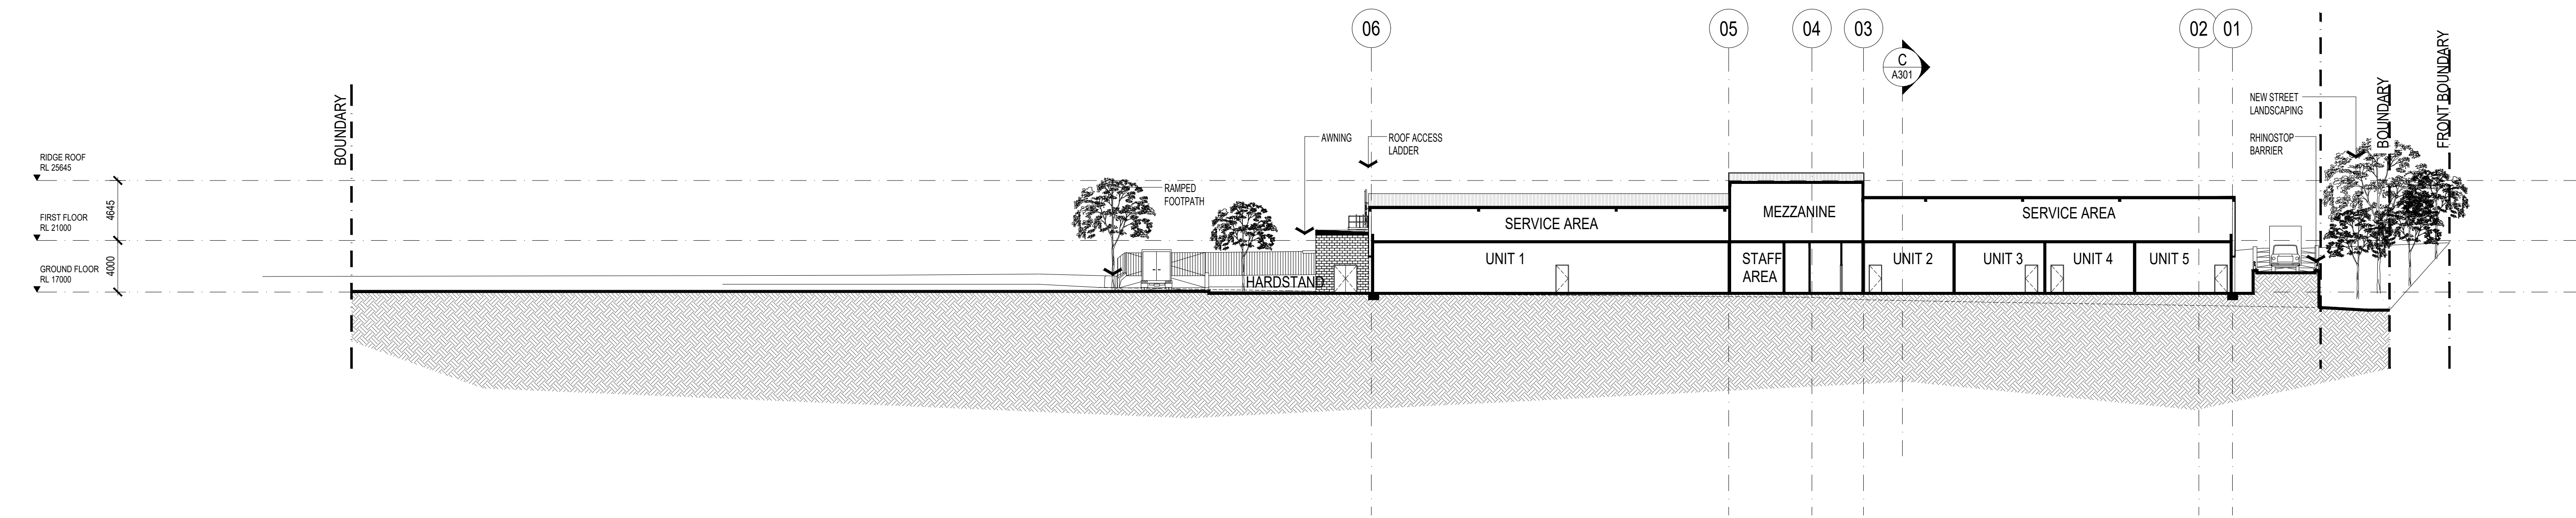 06
05
04
03
02
01
C
A301
BOUNDARY
FRONT BOUNDARY
BOUNDARY
NEW STREET
LANDSCAPING
RHINOSTOP
BARRIER
AWNING
ROOF ACCESS
LADDER
RIDGE ROOF
RL 25645
4645
RAMPED
FOOTPATH
FIRST FLOOR
RL 21000
4000
GROUND FLOOR
RL 17000
SERVICE AREA
MEZZANINE
SERVICE AREA
HARDSTAND
UNIT 1
STAFF
AREA
UNIT 2
UNIT 3
UNIT 4
UNIT 5